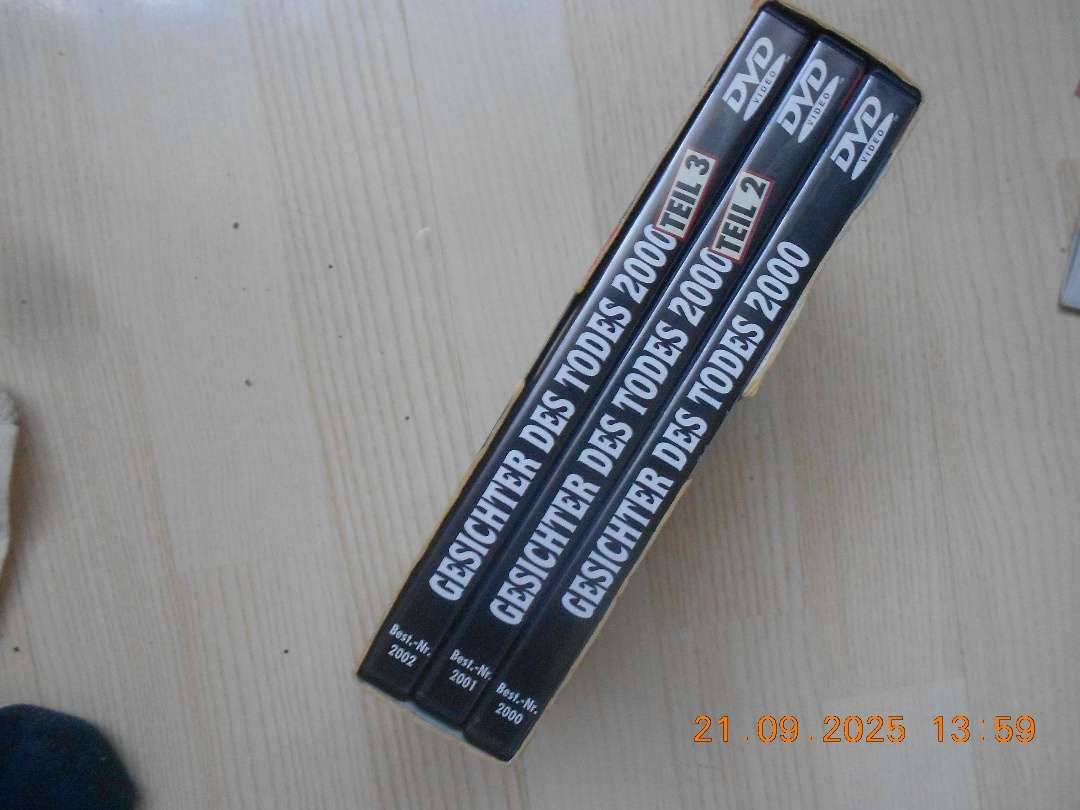 DVD
VIDEO
TEIL 3
GESICHTER DES TODES 2000
Best.-Nr.
2002
DVD
VIDEO
TEIL 2
GESICHTER DES TODES 2000
Best.-Nr.
2001
DVD
VIDEO
GESICHTER DES TODES 2000
Best.-Nr.
2000
21.09.2025 13:59